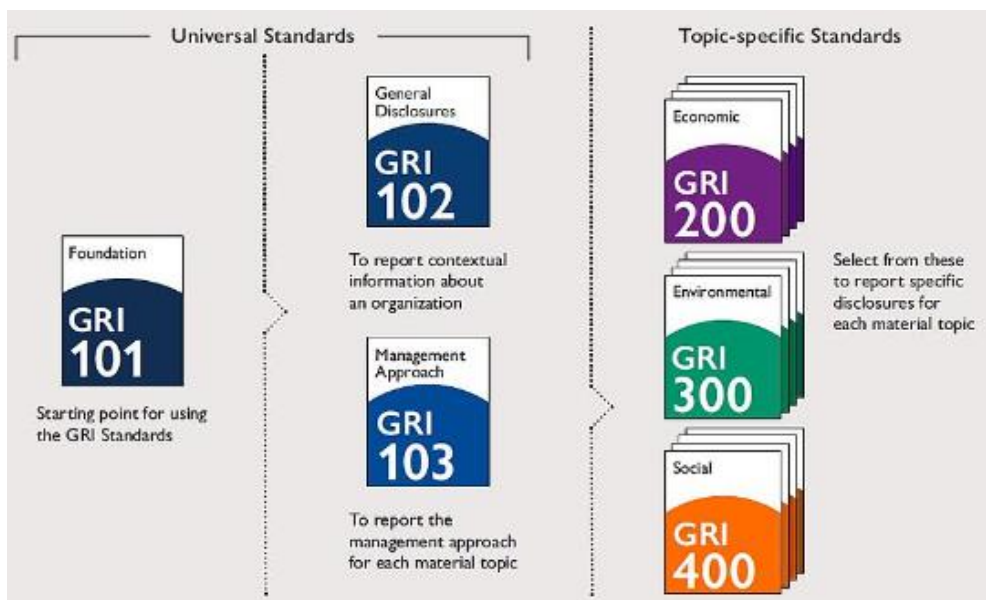 Universal Standards
Foundation
GRI
101
Starting point for using
the GRI Standards
General
Disclosures
GRI
102
To report contextual
information about
an organization
Management
Approach
GRI
103
To report the
management approach
for each material topic
Topic-specific Standards
Economic
GRI
200
Environmental
GRI
300
Social
GRI
400
Select from these
to report specific
disclosures for
each material topic